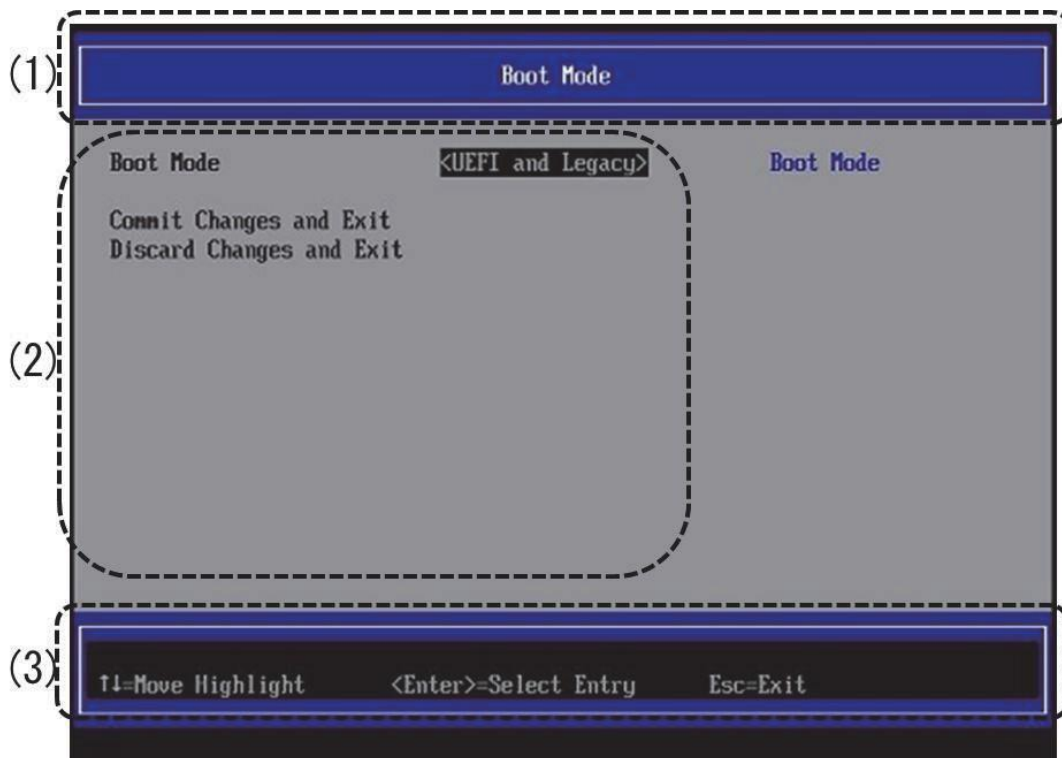 (1)
Boot Mode
Boot Mode <UEFI and Legacy> Boot Mode
Commit Changes and Exit
Discard Changes and Exit
(2)
(3)
↑↓=Move Highlight <Enter>=Select Entry Esc=Exit